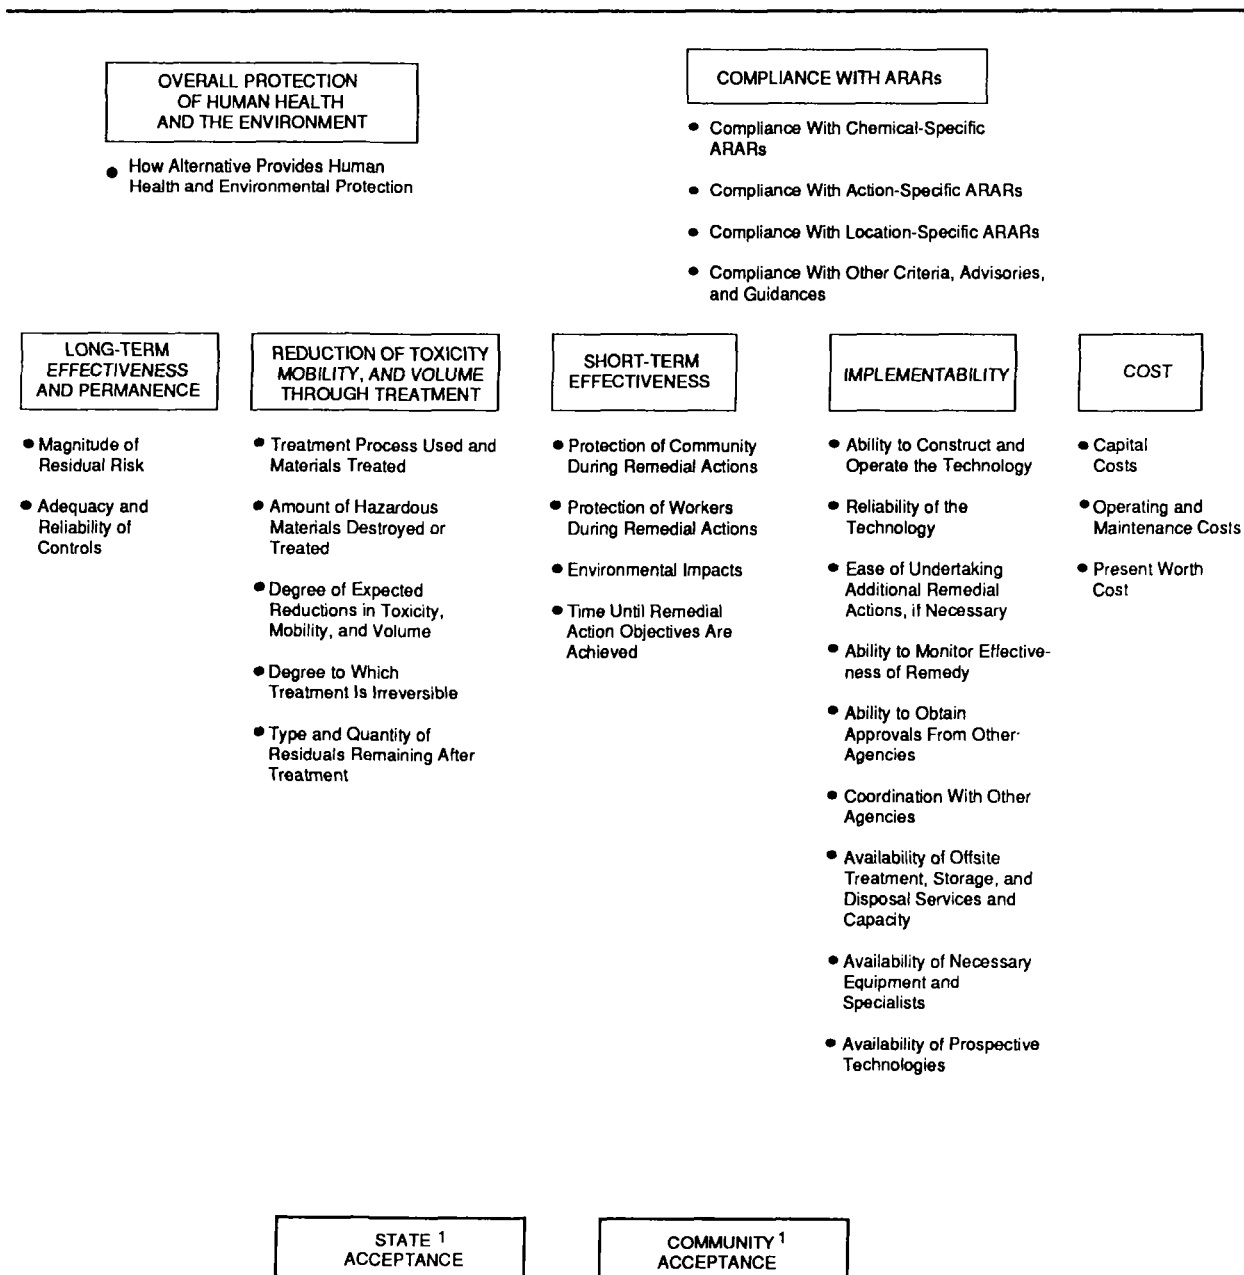 OVERALL PROTECTION
OF HUMAN HEALTH
AND THE ENVIRONMENT
● How Alternative Provides Human
Health and Environmental Protection
COMPLIANCE WITH ARARs
● Compliance With Chemical-Specific
ARARs
● Compliance With Action-Specific ARARs
● Compliance With Location-Specific ARARs
● Compliance With Other Criteria, Advisories,
and Guidances
LONG-TERM
EFFECTIVENESS
AND PERMANENCE
● Magnitude of
Residual Risk
● Adequacy and
Reliability of
Controls
REDUCTION OF TOXICITY
MOBILITY, AND VOLUME
THROUGH TREATMENT
● Treatment Process Used and
Materials Treated
● Amount of Hazardous
Materials Destroyed or
Treated
● Degree of Expected
Reductions in Toxicity,
Mobility, and Volume
● Degree to Which
Treatment Is Irreversible
● Type and Quantity of
Residuals Remaining After
Treatment
SHORT-TERM
EFFECTIVENESS
● Protection of Community
During Remedial Actions
● Protection of Workers
During Remedial Actions
● Environmental Impacts
● Time Until Remedial
Action Objectives Are
Achieved
IMPLEMENTABILITY
● Ability to Construct and
Operate the Technology
● Reliability of the
Technology
● Ease of Undertaking
Additional Remedial
Actions, if Necessary
● Ability to Monitor Effective-
ness of Remedy
● Ability to Obtain
Approvals From Other
Agencies
● Coordination With Other
Agencies
● Availability of Offsite
Treatment, Storage, and
Disposal Services and
Capacity
● Availability of Necessary
Equipment and
Specialists
● Availability of Prospective
Technologies
COST
● Capital
Costs
● Operating and
Maintenance Costs
● Present Worth
Cost
STATE 1
ACCEPTANCE
COMMUNITY 1
ACCEPTANCE